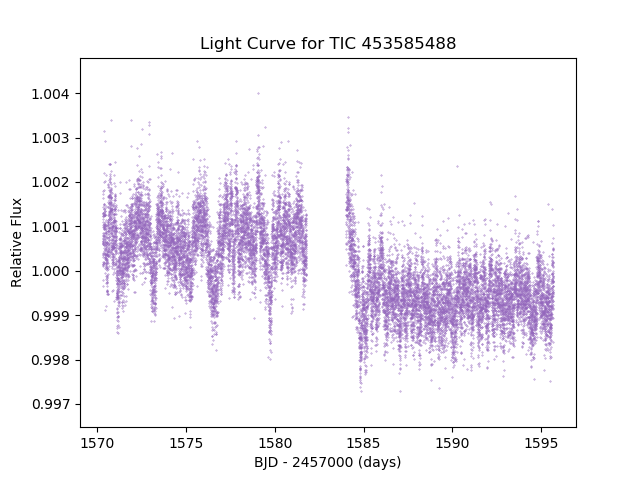 Light Curve for TIC 453585488
1.004
1.003
1.002
1.001
1.000
0.999
0.998
0.997
Relative Flux
1570 1575 1580 1585 1590 1595
BJD - 2457000 (days)